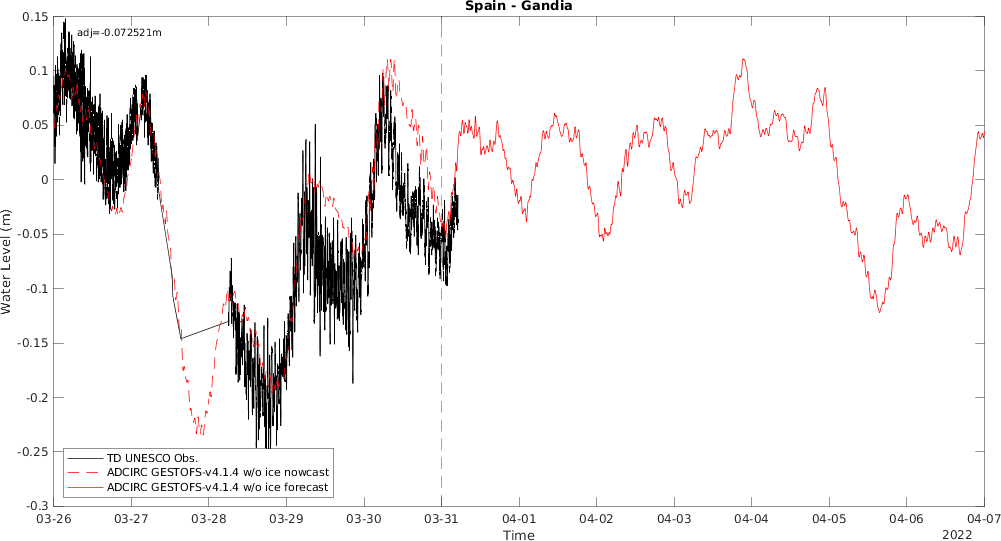 Spain - Gandia
adj=-0.072521m
0.15
0.1
0.05
0
-0.05
-0.1
-0.15
-0.2
-0.25
-0.3
Water Level (m)
TD UNESCO Obs.
ADCIRC GESTOFS-v4.1.4 w/o ice nowcast
ADCIRC GESTOFS-v4.1.4 w/o ice forecast
03-26 03-27 03-28 03-29 03-30 03-31 04-01 04-02 04-03 04-04 04-05 04-06 04-07
Time
2022